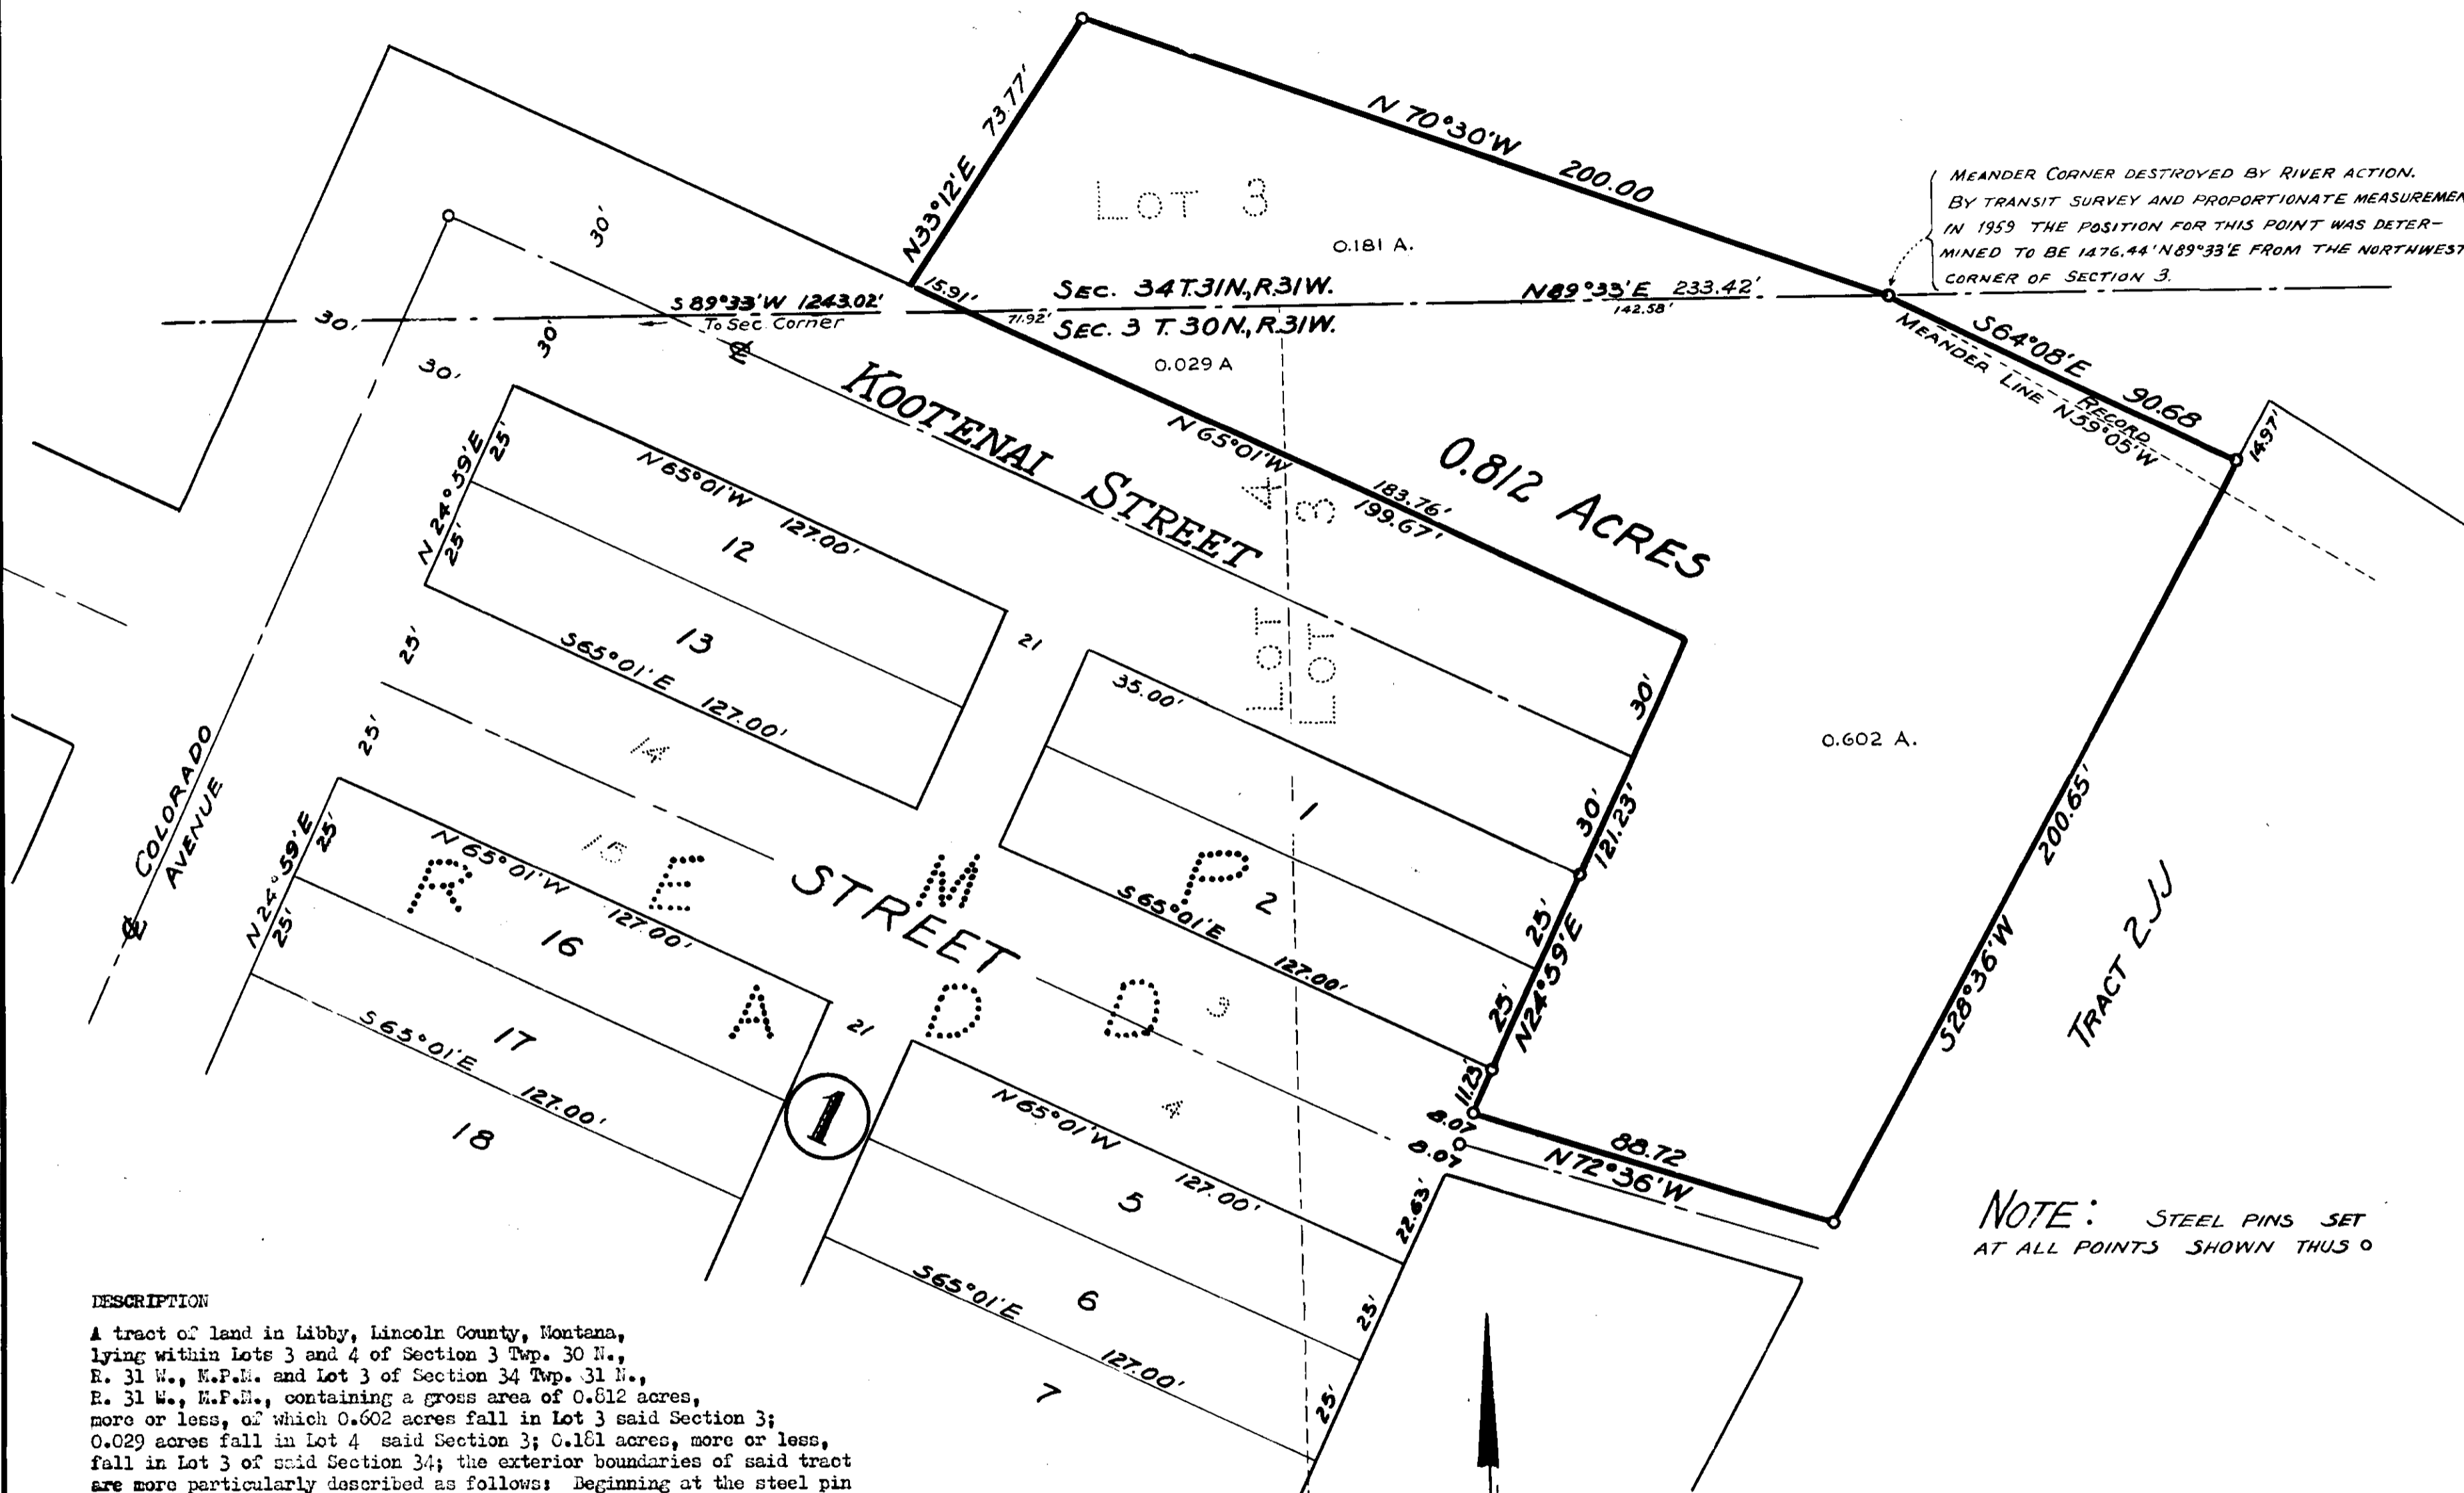 N 70°30'W 200.00
N33°12'E 73.77'
LOT 3
0.181 A.
MEANDER CORNER DESTROYED BY RIVER ACTION.
BY TRANSIT SURVEY AND PROPORTIONATE
IN 1959 THE POSITION FOR THIS POINT WAS DETER-
MINED TO BE 1476.44' N89°33'E FROM THE NORTHWEST
CORNER OF SECTION 3.
30'
30'
30'
30'
S 89°33'W 1243.02'
To Sec. Corner
15.91'
71.92'
SEC. 34 T.31N., R.31W.
SEC. 3 T. 30N., R.31W.
N89°33'E 233.42'
142.58'
0.029 A
S64°08'E 90.68
RECORD
MEANDER LINE N59°05'W
14.97'
KOOTENAI STREET
N 65°01'W
183.76'
199.67'
0.812 ACRES
4
3
LOT
LOT
N 24°59'E
25'
25'
N65°01'W 127.00'
12
13
S65°01'E 127.00'
21
35.00'
1
2
S65°01'E 127.00'
30'
30'
121.23'
25'
25'
N24°59'E
11.23'
8.07
8.07
0.602 A.
200.65'
S28°36'W
TRACT 2JJ
25'
25'
14
15
COLORADO
AVENUE
N24°59'E
25'
25'
N65°01'W 127.00'
R E M P
STREET
A D D
16
17
S65°01'E 127.00'
18
21
1
3
4
N65°01'W 127.00'
5
6
S65°01'E 127.00'
7
22.63'
25'
25'
88.72
N72°36'W
NOTE: STEEL PINS SET
AT ALL POINTS SHOWN THUS o
DESCRIPTION
A tract of land in Libby, Lincoln County, Montana,
lying within Lots 3 and 4 of Section 3 Twp. 30 N.,
R. 31 W., M.P.M. and Lot 3 of Section 34 Twp. 31 N.,
R. 31 W., M.P.M., containing a gross area of 0.812 acres,
more or less, of which 0.602 acres fall in Lot 3 said Section 3;
0.029 acres fall in Lot 4 said Section 3; 0.181 acres, more or less,
fall in Lot 3 of said Section 34; the exterior boundaries of said tract
are more particularly described as follows: Beginning at the steel pin